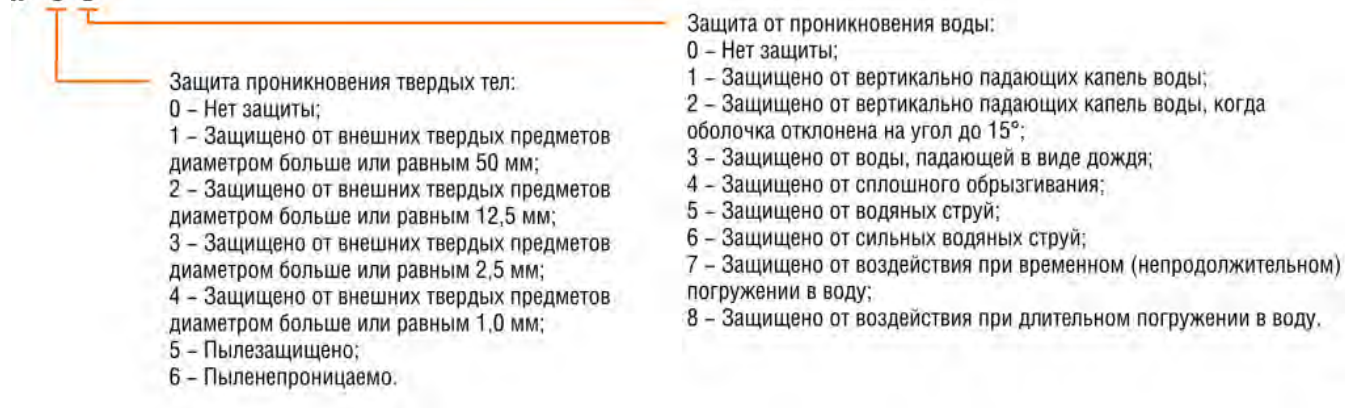 Защита проникновения твердых тел:
0 – Нет защиты;
1 – Защищено от внешних твердых предметов
диаметром больше или равным 50 мм;
2 – Защищено от внешних твердых предметов
диаметром больше или равным 12,5 мм;
3 – Защищено от внешних твердых предметов
диаметром больше или равным 2,5 мм;
4 – Защищено от внешних твердых предметов
диаметром больше или равным 1,0 мм;
5 – Пылезащищено;
6 – Пыленепроницаемо.
Защита от проникновения воды:
0 – Нет защиты;
1 – Защищено от вертикально падающих капель воды;
2 – Защищено от вертикально падающих капель воды, когда
оболочка отклонена на угол до 15°;
3 – Защищено от воды, падающей в виде дождя;
4 – Защищено от сплошного обрызгивания;
5 – Защищено от водяных струй;
6 – Защищено от сильных водяных струй;
7 – Защищено от воздействия при временном (непродолжительном)
погружении в воду;
8 – Защищено от воздействия при длительном погружении в воду.